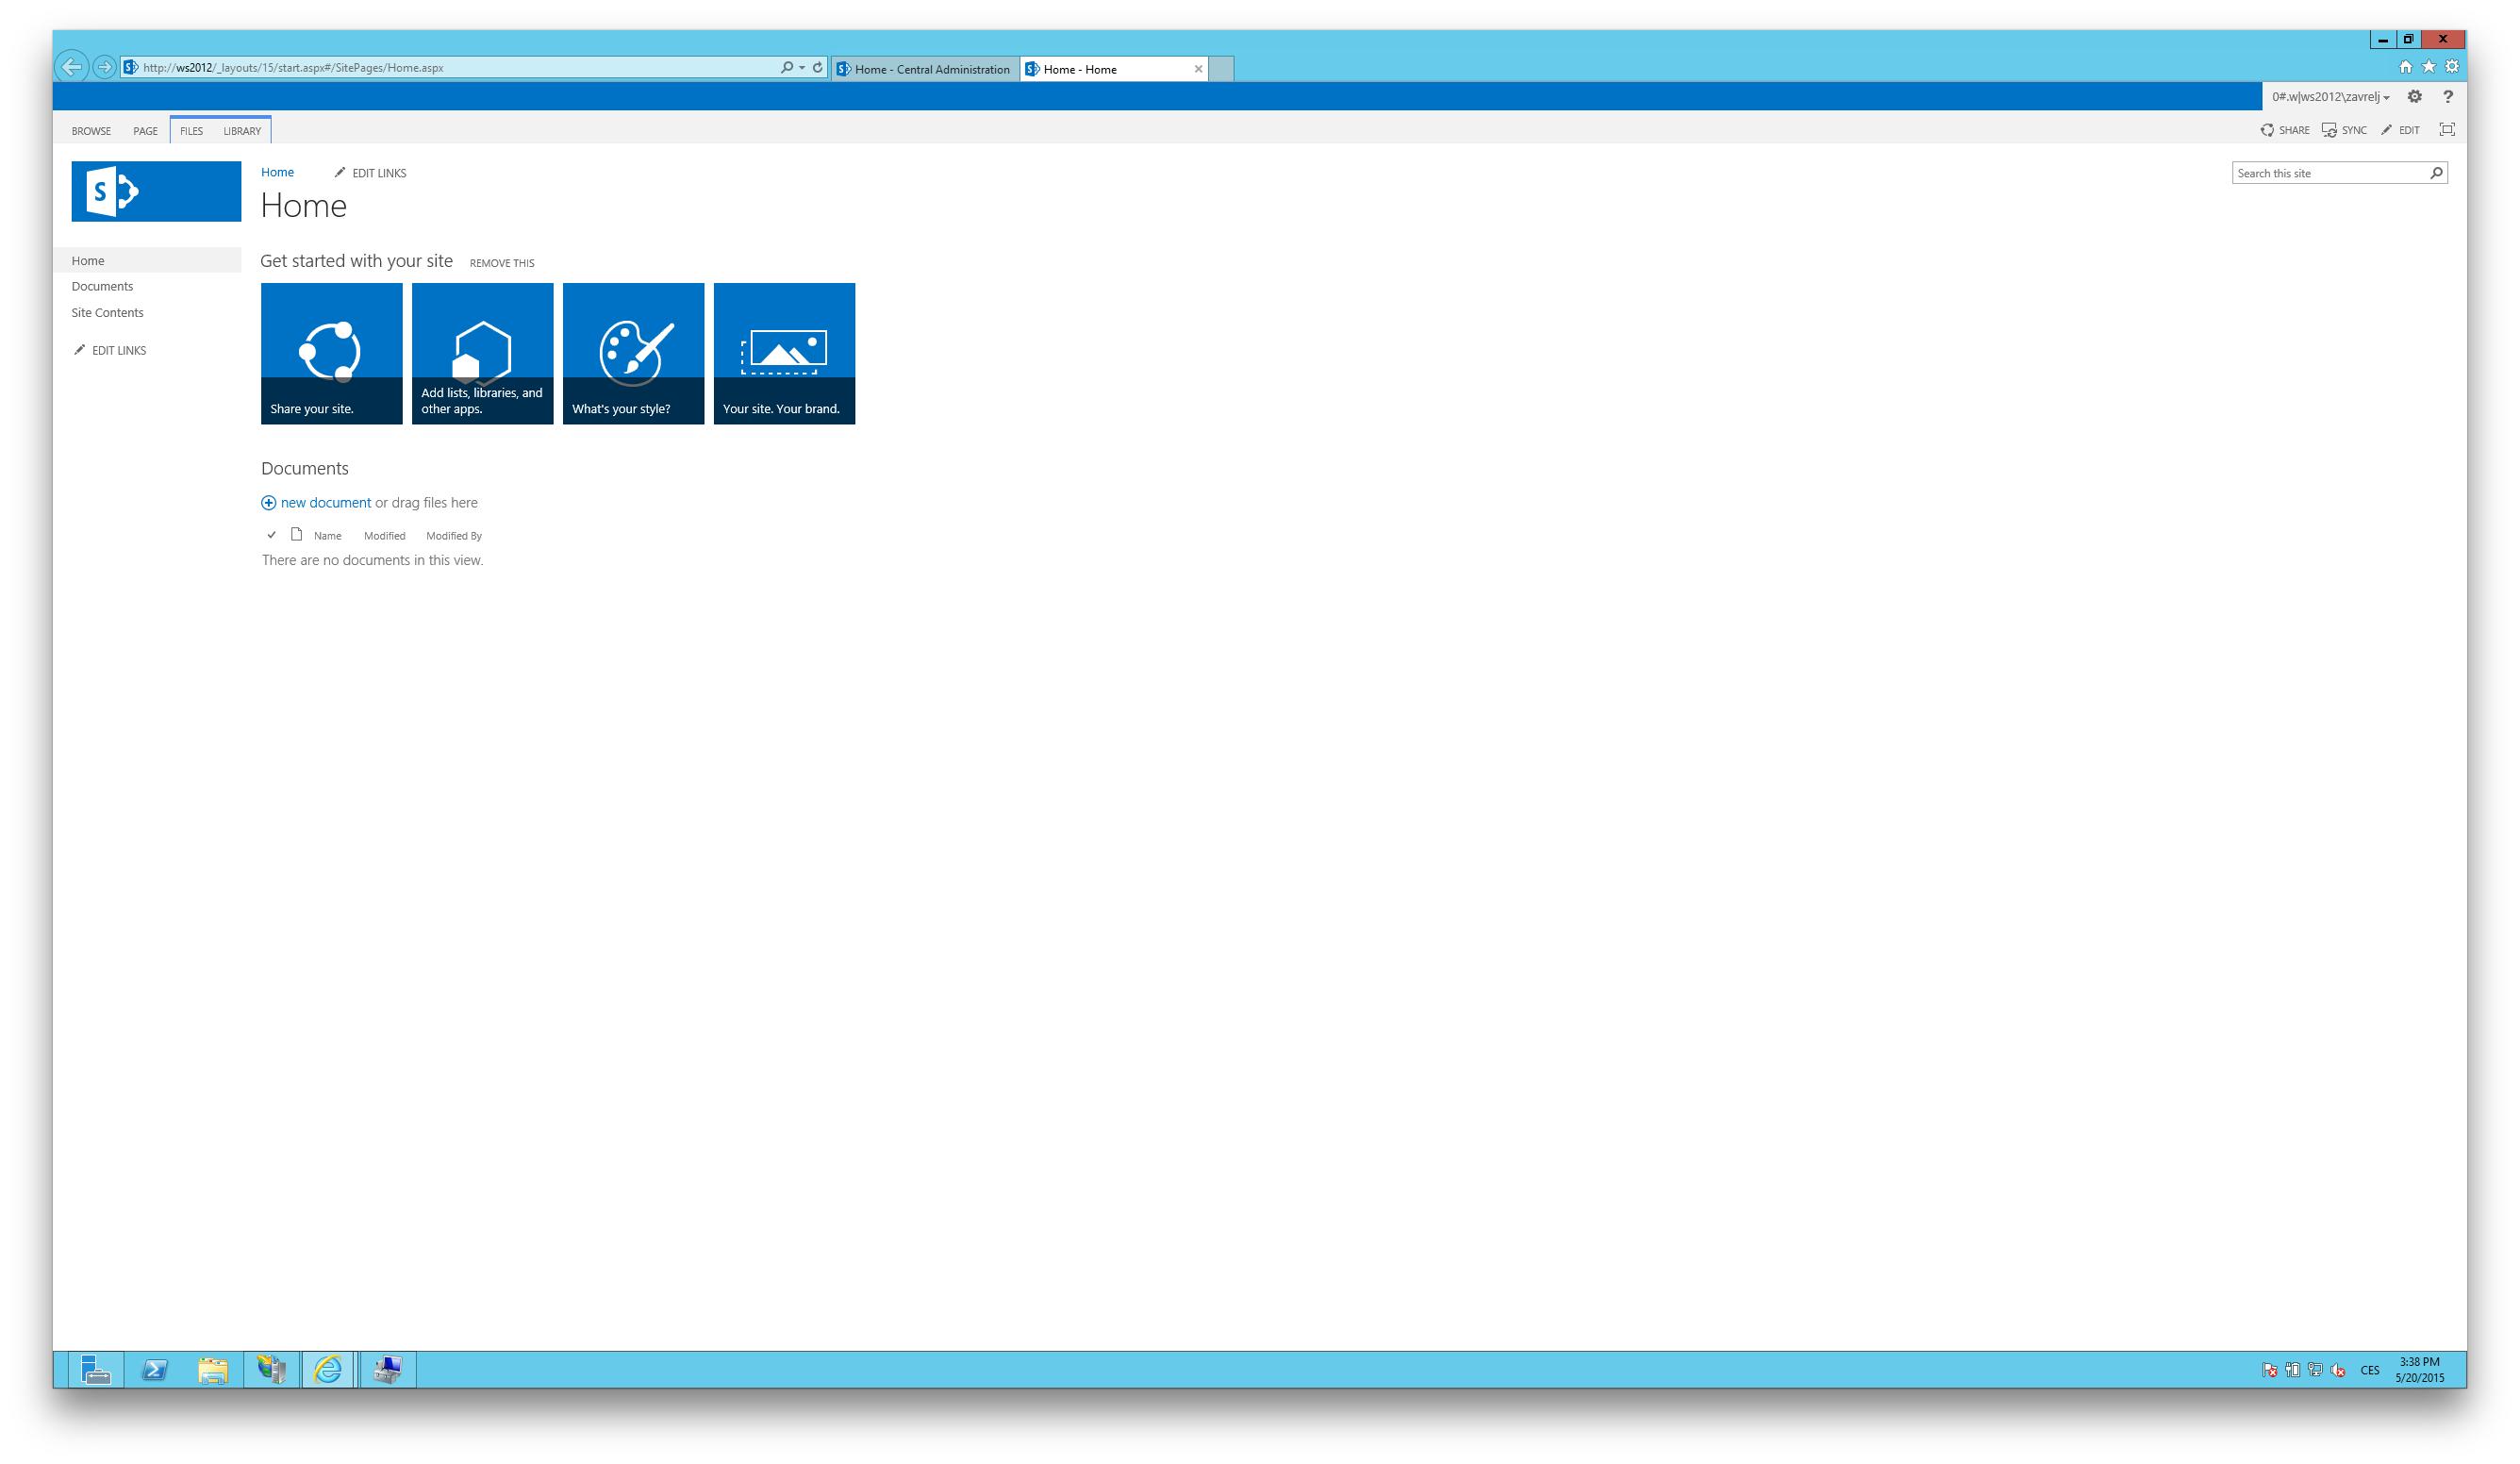 http://ws2012/_layouts/15/start.aspx#/SitePages/Home.aspx
Home - Central Administration
Home - Home
0#.w|ws2012\zavrelj
?
BROWSE PAGE FILES LIBRARY
SHARE SYNC EDIT
S
Home EDIT LINKS
Search this site
Home
Home
Documents
Site Contents
EDIT LINKS
Get started with your site REMOVE THIS
Share your site.
Add lists, libraries, and
other apps.
What's your style?
Your site. Your brand.
Documents
new document or drag files here
Name Modified Modified By
There are no documents in this view.
CES
3:38 PM
5/20/2015